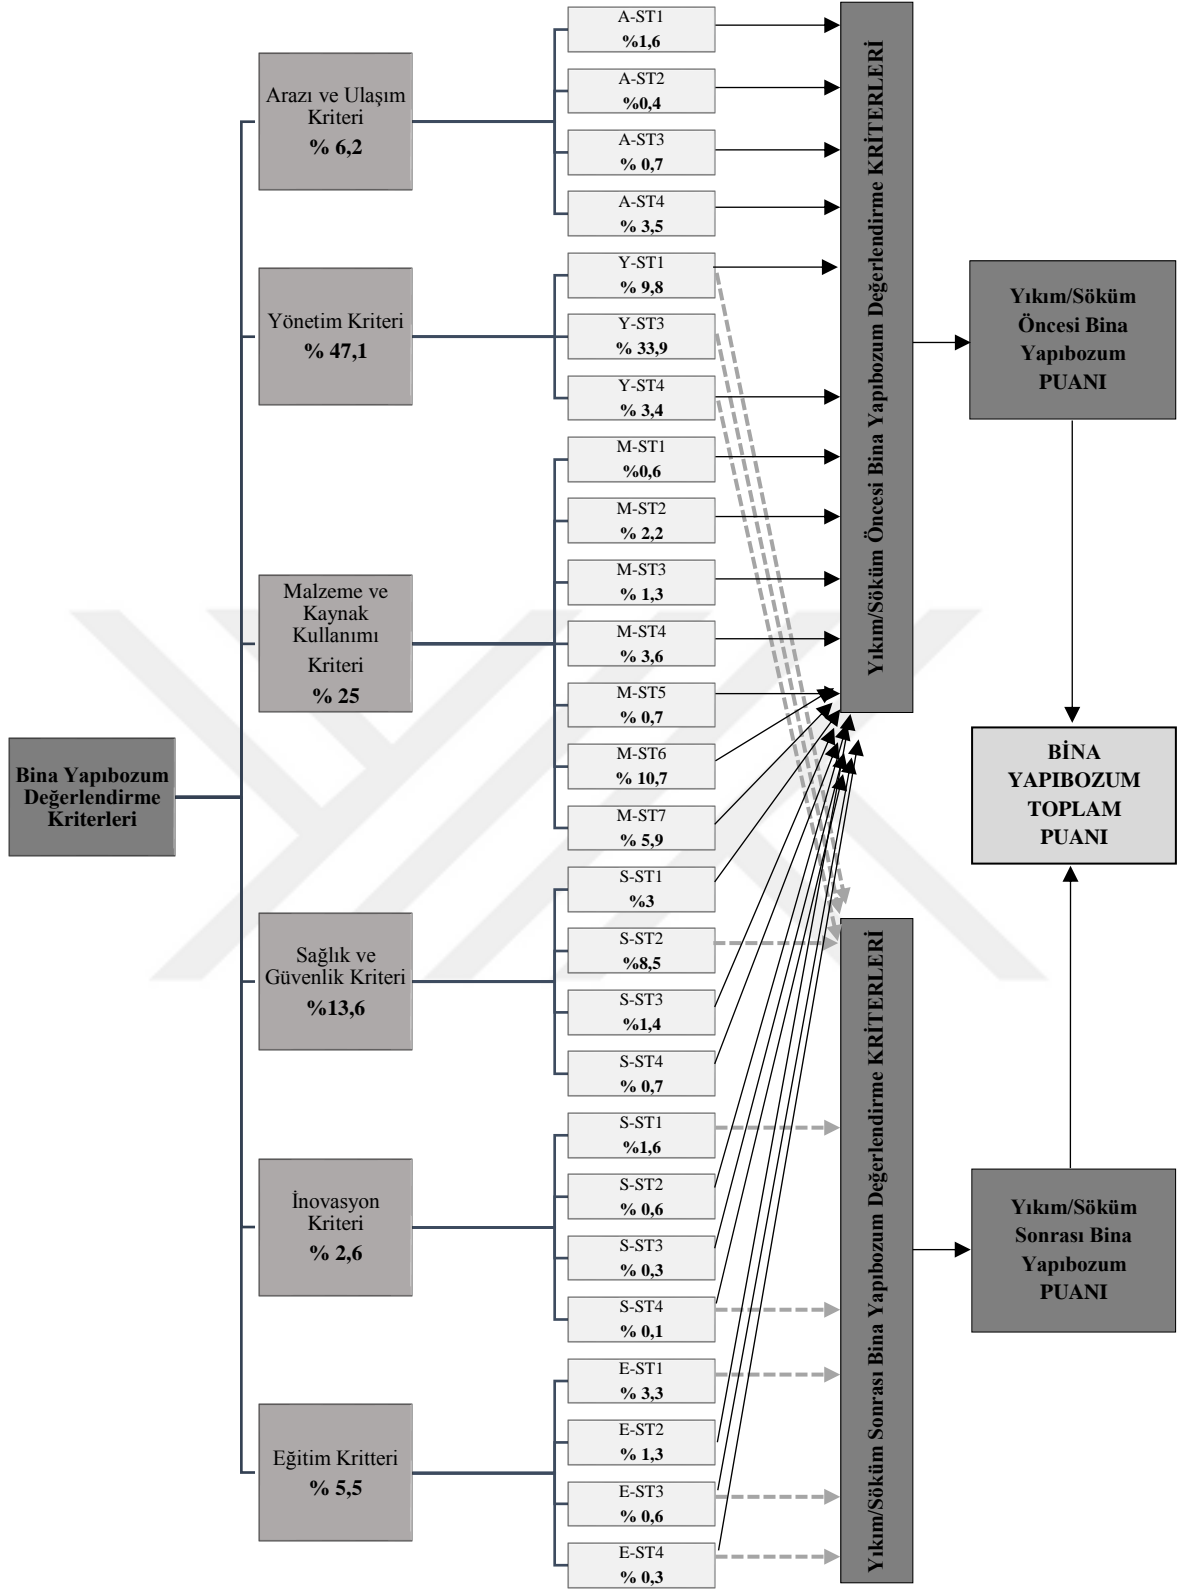 Bina Yapıbozum
Değerlendirme
Kriterleri
Arazı ve Ulaşım
Kriteri
% 6,2
Yönetim Kriteri
% 47,1
Malzeme ve
Kaynak
Kullanımı
Kriteri
% 25
Sağlık ve
Güvenlik Kriteri
%13,6
İnovasyon
Kriteri
% 2,6
Eğitim Kritteri
% 5,5
A-ST1
%1,6
A-ST2
%0,4
A-ST3
% 0,7
A-ST4
% 3,5
Y-ST1
% 9,8
Y-ST3
% 33,9
Y-ST4
% 3,4
M-ST1
%0,6
M-ST2
% 2,2
M-ST3
% 1,3
M-ST4
% 3,6
M-ST5
% 0,7
M-ST6
% 10,7
M-ST7
% 5,9
S-ST1
%3
S-ST2
%8,5
S-ST3
%1,4
S-ST4
% 0,7
S-ST1
%1,6
S-ST2
% 0,6
S-ST3
% 0,3
S-ST4
% 0,1
E-ST1
% 3,3
E-ST2
% 1,3
E-ST3
% 0,6
E-ST4
% 0,3
Yıkım/Söküm Öncesi Bina Yapıbozum Değerlendirme KRİTERLERİ
Yıkım/Söküm Sonrası Bina Yapıbozum Değerlendirme KRİTERLERİ
Yıkım/Söküm
Öncesi Bina
Yapıbozum
PUANI
BİNA
YAPIBOZUM
TOPLAM
PUANI
Yıkım/Söküm
Sonrası Bina
Yapıbozum
PUANI